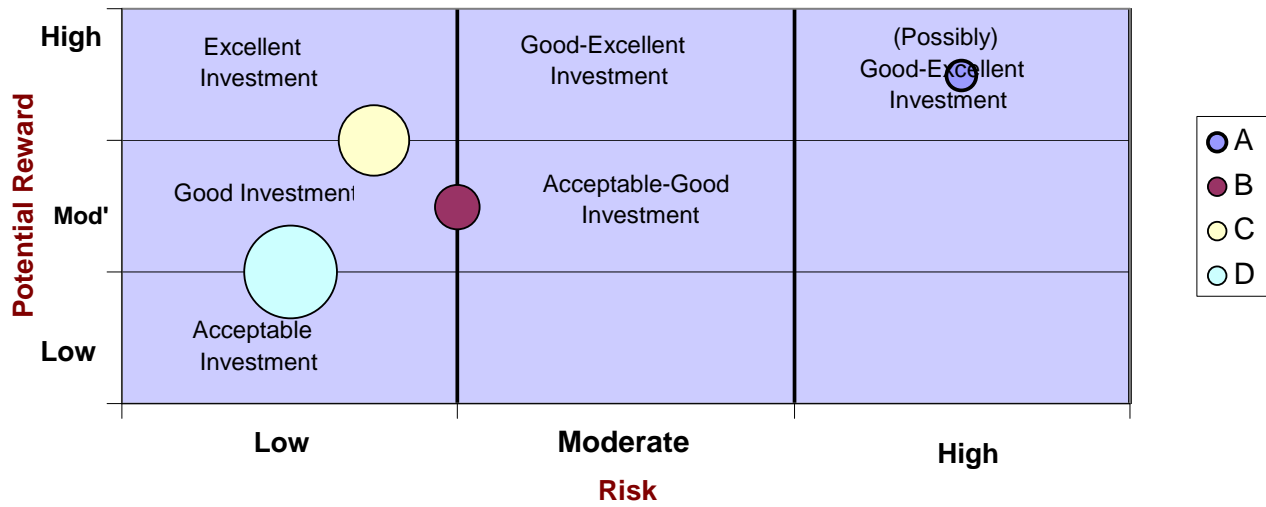 High
Excellent
Investment
Good-Excellent
Investment
(Possibly)
Good-Excellent
Investment
Potential Reward
Mod'
Good Investment
Acceptable-Good
Investment
Low
Acceptable
Investment
Low
Moderate
High
Risk
A
B
C
D